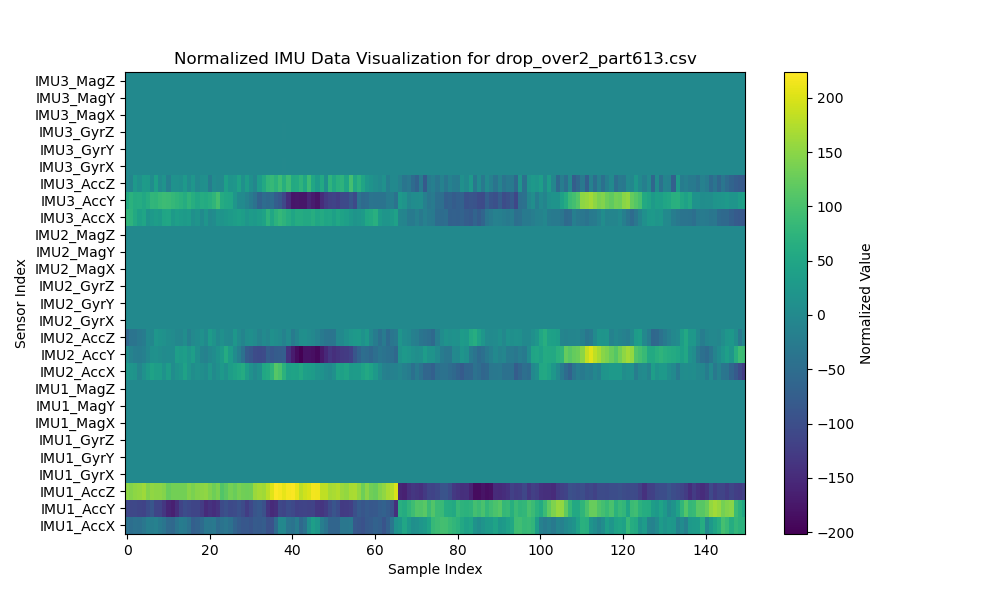 Normalized IMU Data Visualization for drop_over2_part613.csv
IMU3_MagZ
IMU3_MagY
IMU3_MagX
IMU3_GyrZ
IMU3_GyrY
IMU3_GyrX
IMU3_AccZ
IMU3_AccY
IMU3_AccX
IMU2_MagZ
IMU2_MagY
IMU2_MagX
IMU2_GyrZ
IMU2_GyrY
IMU2_GyrX
IMU2_AccZ
IMU2_AccY
IMU2_AccX
IMU1_MagZ
IMU1_MagY
IMU1_MagX
IMU1_GyrZ
IMU1_GyrY
IMU1_GyrX
IMU1_AccZ
IMU1_AccY
IMU1_AccX
Sensor Index
0 20 40 60 80 100 120 140
Sample Index
200
150
100
50
0
−50
−100
−150
−200
Normalized Value